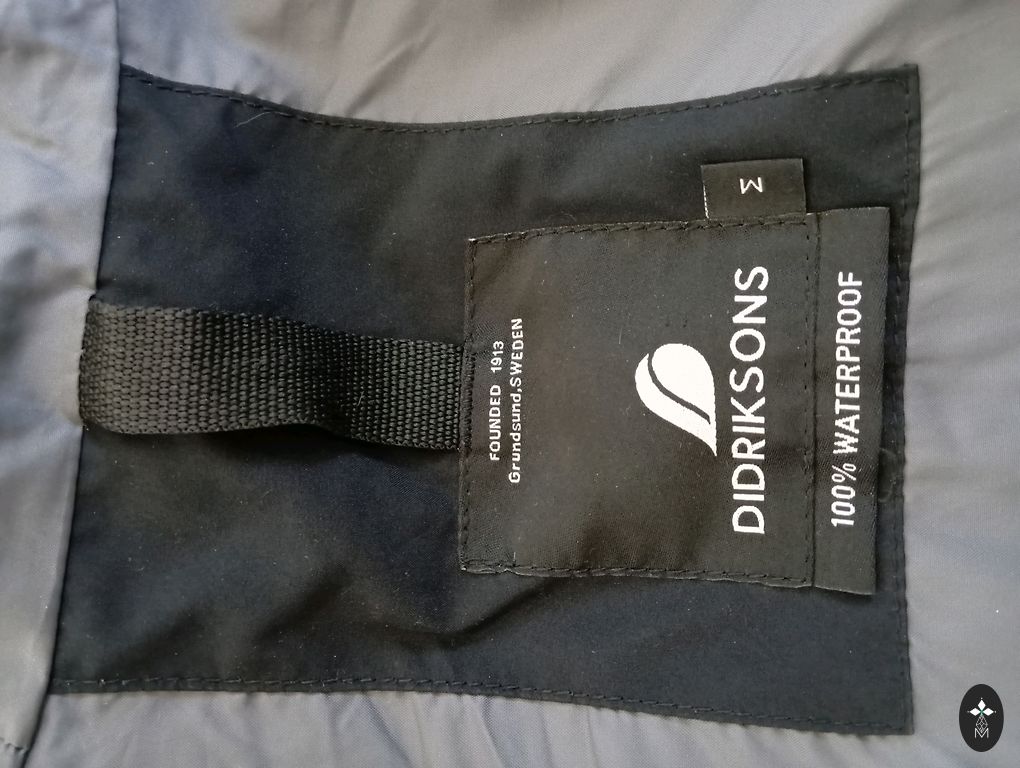 FOUNDED 1913
Grundsund,SWEDEN
DIDRIKSONS
100% WATERPROOF
M
M